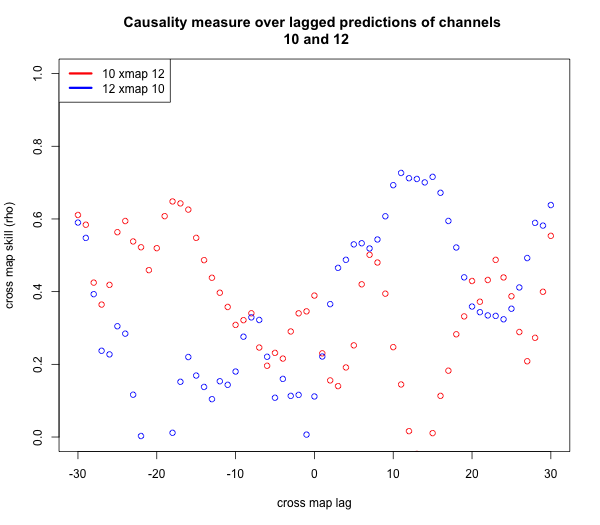 Causality measure over lagged predictions of channels
10 and 12
10 xmap 12
12 xmap 10
cross map skill (rho)
1.0
0.8
0.6
0.4
0.2
0.0
-30 -20 -10 0 10 20 30
cross map lag